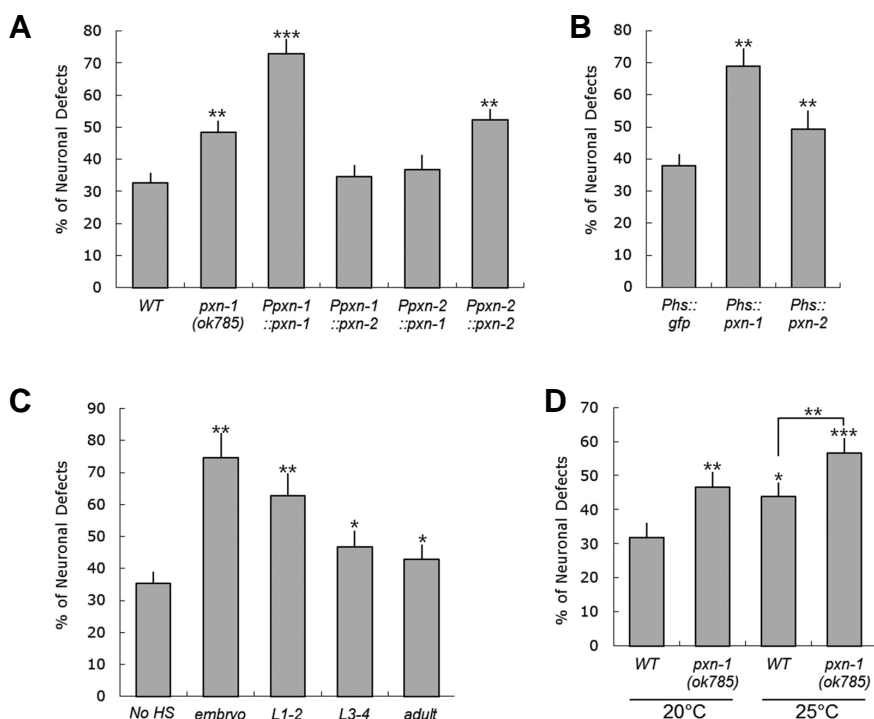 A
% of Neuronal Defects
80
70
60
50
40
30
20
10
0
**
***
**
WT
pxn-1
(ok785)
Ppxn-1
::pxn-1
Ppxn-1
::pxn-2
Ppxn-2
::pxn-1
Ppxn-2
::pxn-2
B
% of Neuronal Defects
80
70
60
50
40
30
20
10
0
**
**
Phs::
gfp
Phs::
pxn-1
Phs::
pxn-2
C
% of Neuronal Defects
90
80
70
60
50
40
30
20
10
0
**
**
*
*
No HS
embryo
L1-2
L3-4
adult
D
% of Neuronal Defects
70
60
50
40
30
20
10
0
**
**
*
***
WT
pxn-1
(ok785)
WT
pxn-1
(ok785)
20°C
25°C